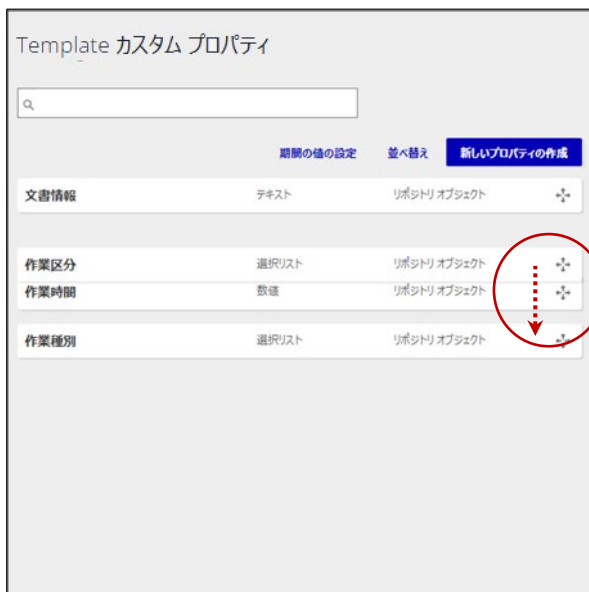 Template カスタム プロパティ
期間の値の設定 並べ替え 新しいプロパティの作成
文書情報 テキスト リポジトリ オブジェクト
作業区分 選択リスト リポジトリ オブジェクト
作業時間 数値 リポジトリ オブジェクト
作業種別 選択リスト リポジトリ オブジェクト